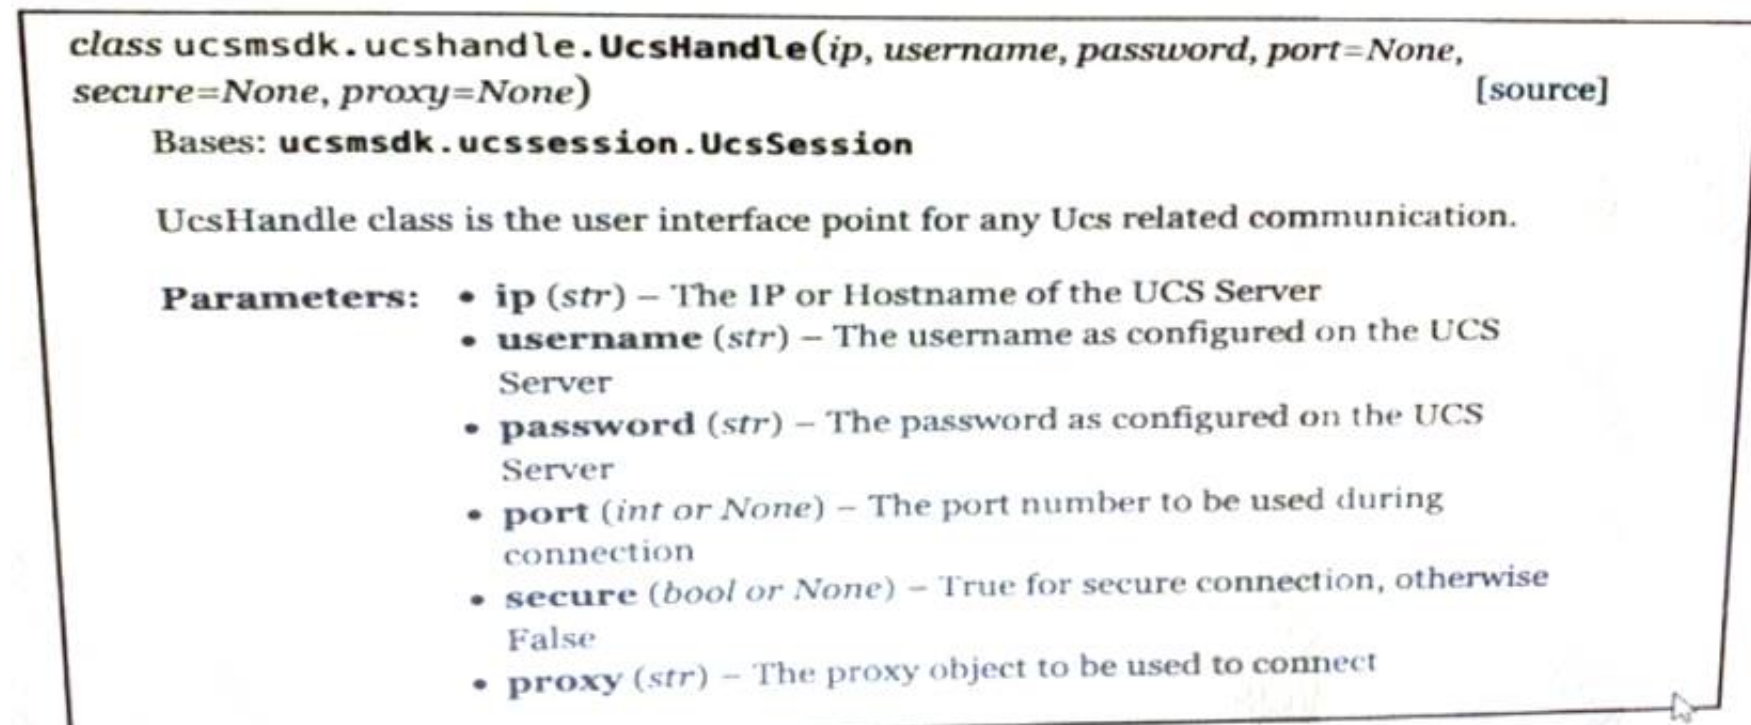 class ucsmsdk.ucshandle.UcsHandle(ip, username, password, port=None,
secure=None, proxy=None) [source]
Bases: ucsmsdk.ucssession.UcsSession
UcsHandle class is the user interface point for any Ucs related communication.
Parameters: • ip (str) – The IP or Hostname of the UCS Server
• username (str) – The username as configured on the UCS
Server
• password (str) – The password as configured on the UCS
Server
• port (int or None) – The port number to be used during
connection
• secure (bool or None) – True for secure connection, otherwise
False
• proxy (str) – The proxy object to be used to connect